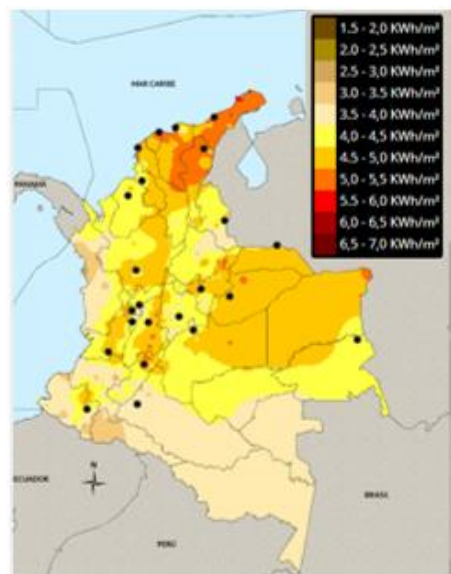 1.5 - 2,0 KWh/m²
2.0 - 2,5 KWh/m²
2.5 - 3,0 KWh/m²
3.0 - 3.5 KWh/m²
3,5 - 4,0 KWh/m²
4,0 - 4,5 KWh/m²
4.5 - 5,0 KWh/m²
5,0 - 5,5 KWh/m²
5.5 - 6,0 KWh/m²
6,0 - 6,5 KWh/m²
6,5 - 7,0 KWh/m²
MAR CARIBE
PANAMÁ
ECUADOR
N
BRASIL
PERÚ